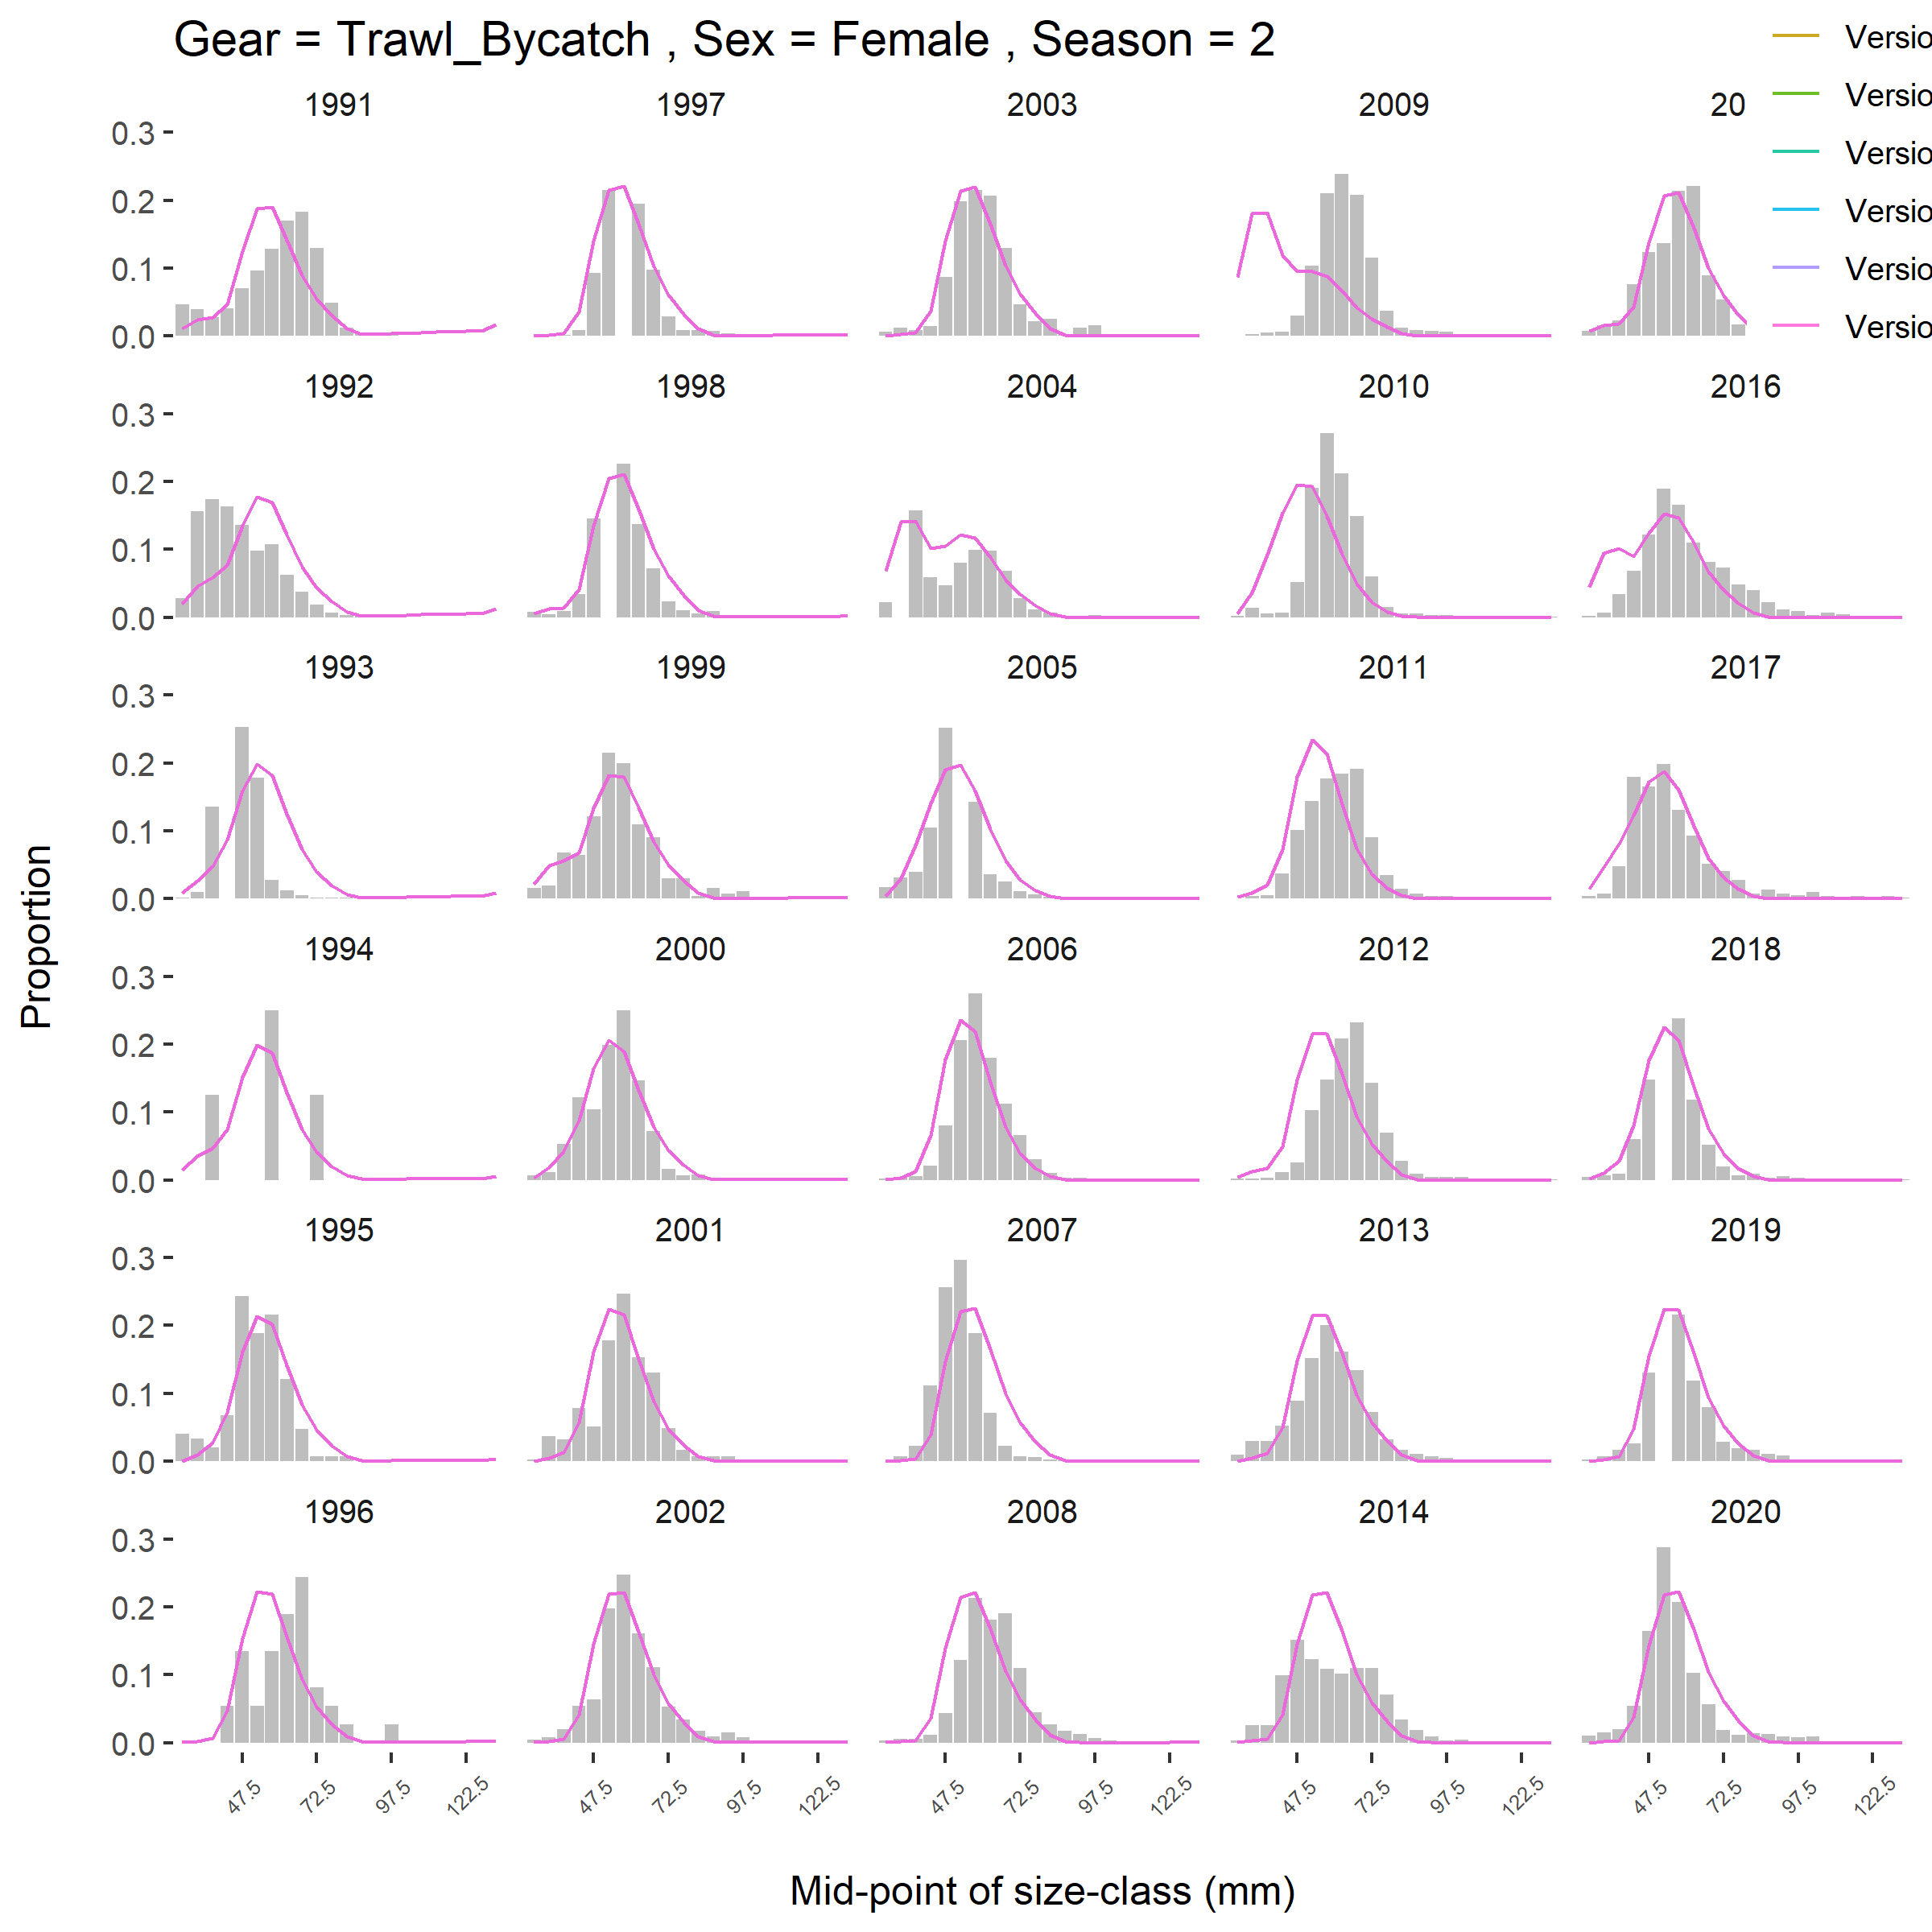 Gear = Trawl_Bycatch , Sex = Female , Season = 2
Versio
Versio
Versio
Versio
Versio
Versio
1991 1997 2003 2009 20
0.3
0.2
0.1
0.0
1992 1998 2004 2010 2016
0.3
0.2
0.1
0.0
1993 1999 2005 2011 2017
0.3
0.2
0.1
0.0
1994 2000 2006 2012 2018
0.3
0.2
0.1
0.0
1995 2001 2007 2013 2019
0.3
0.2
0.1
0.0
1996 2002 2008 2014 2020
0.3
0.2
0.1
0.0
47.5 72.5 97.5 122.5 47.5 72.5 97.5 122.5 47.5 72.5 97.5 122.5 47.5 72.5 97.5 122.5 47.5 72.5 97.5 122.5
Proportion
Mid-point of size-class (mm)